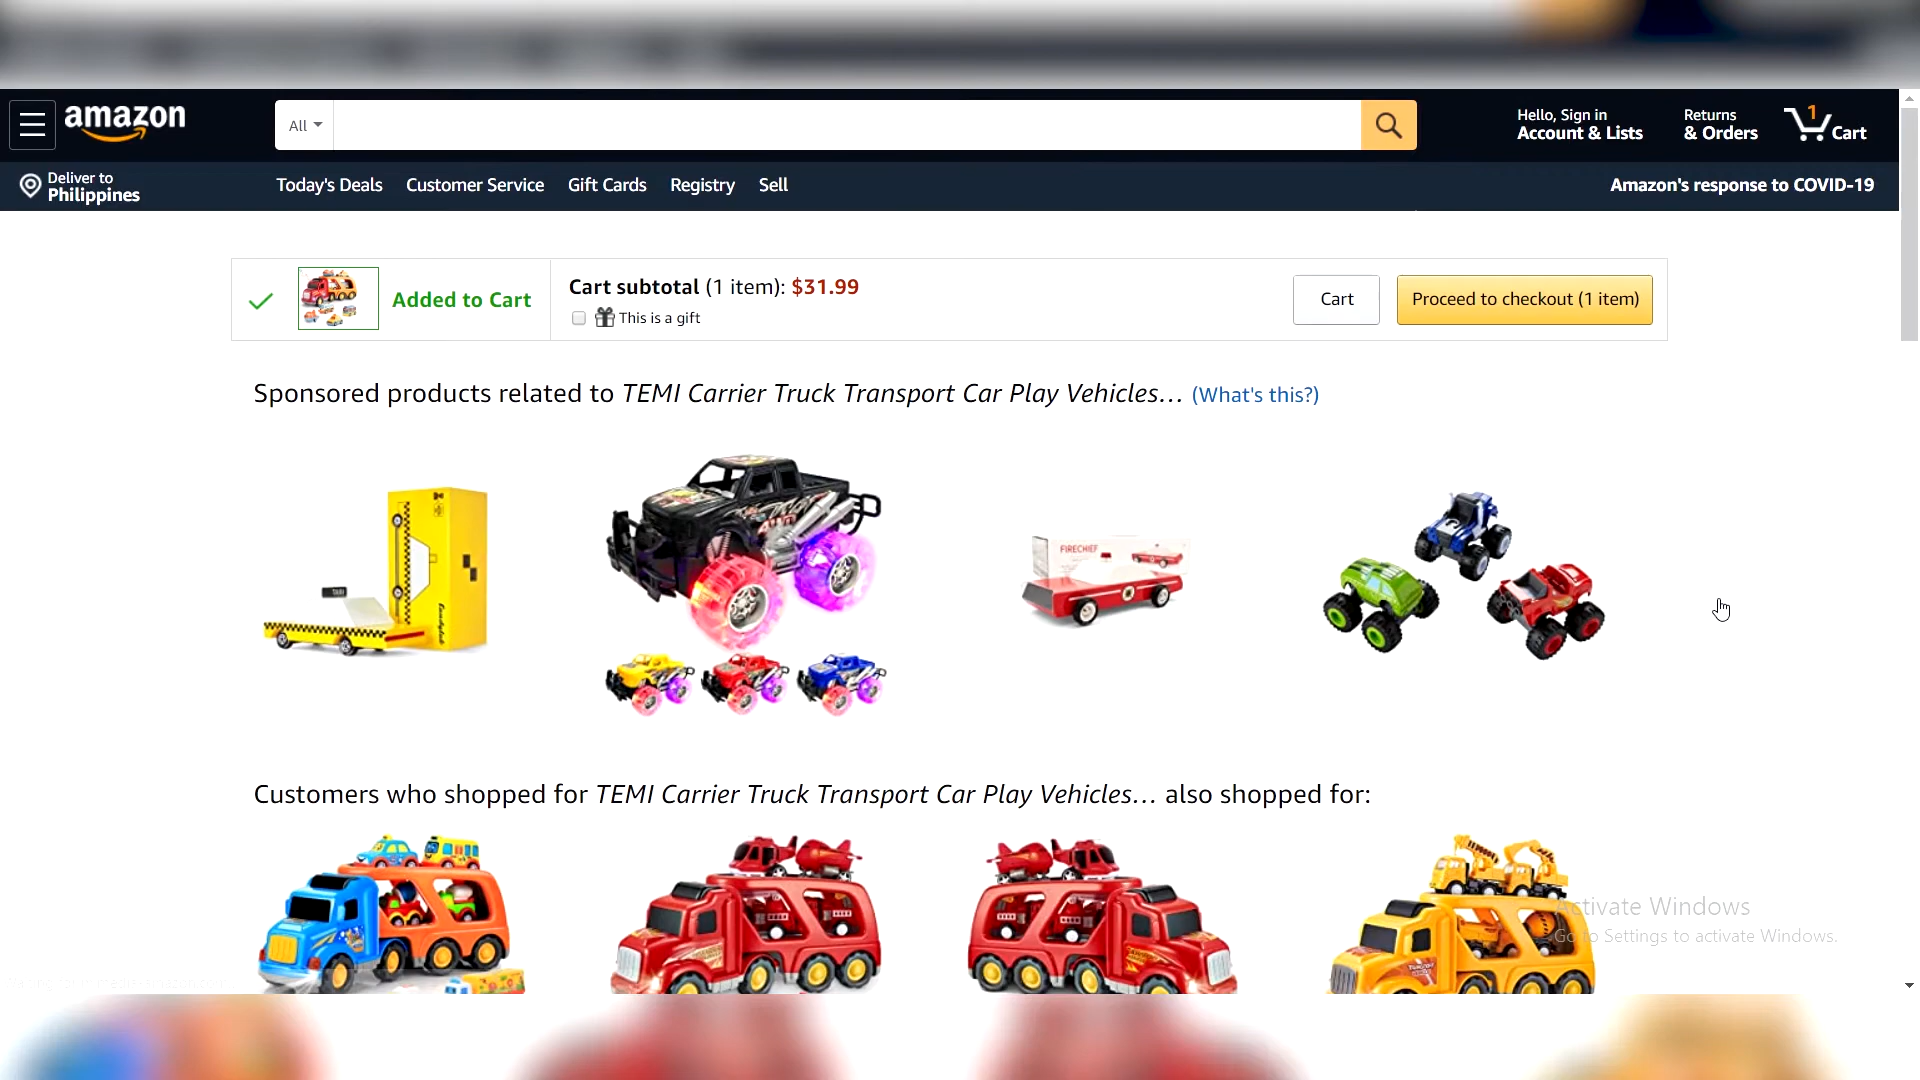 amazon
All
Hello, Sign in
Account & Lists
Returns
& Orders
1
Cart
Deliver to
Philippines
Today's Deals
Customer Service
Gift Cards
Registry
Sell
Amazon's response to COVID-19
Added to Cart
Cart subtotal (1 item): $31.99
This is a gift
Cart
Proceed to checkout (1 item)
Sponsored products related to TEMI Carrier Truck Transport Car Play Vehicles... (What's this?)
TAXI
Candylab
FIRECHIEF
Customers who shopped for TEMI Carrier Truck Transport Car Play Vehicles... also shopped for:
Activate Windows
Go to Settings to activate Windows.